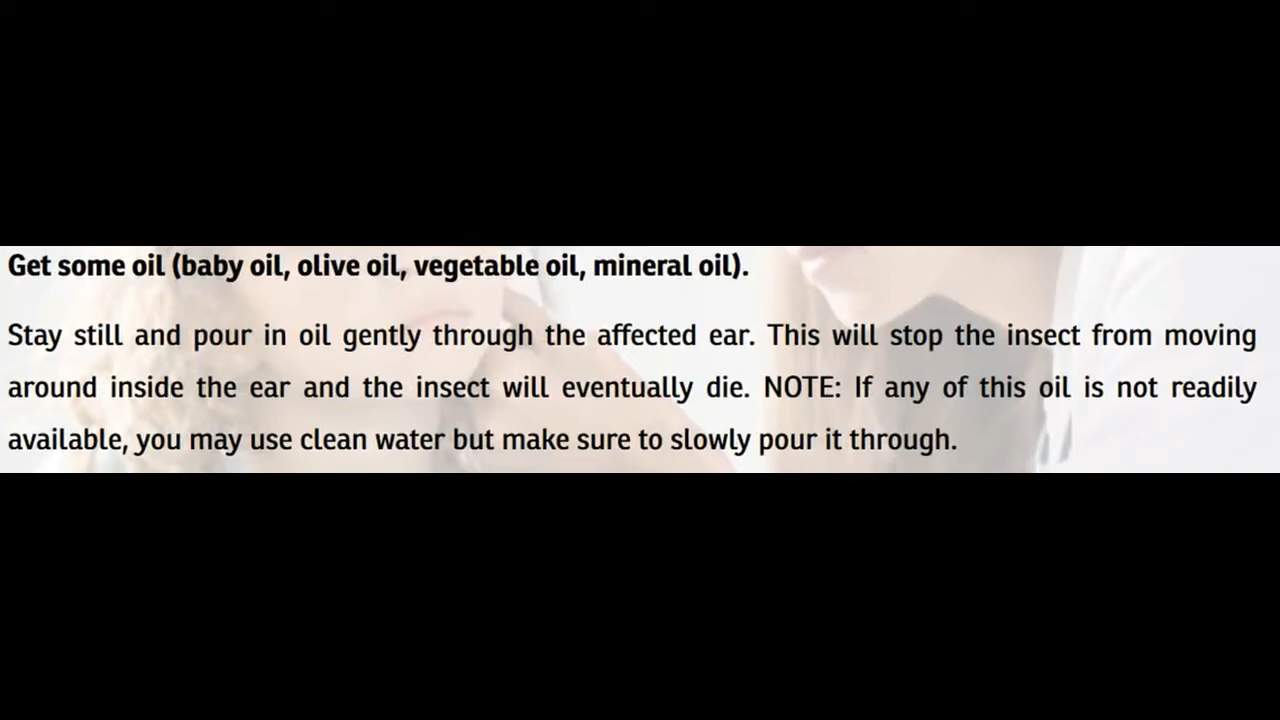 Get some oil (baby oil, olive oil, vegetable oil, mineral oil).
Stay still and pour in oil gently through the affected ear. This will stop the insect from moving
around inside the ear and the insect will eventually die. NOTE: If any of this oil is not readily
available, you may use clean water but make sure to slowly pour it through.